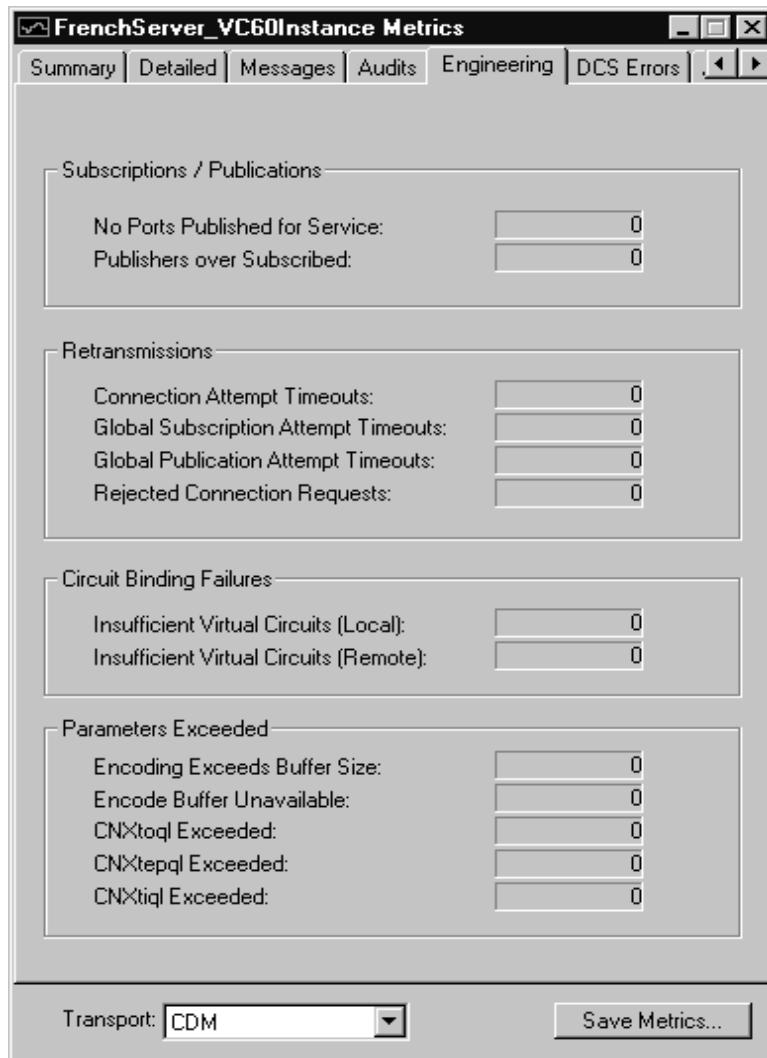 FrenchServer_VC60Instance Metrics
Summary Detailed Messages Audits Engineering DCS Errors
Subscriptions / Publications
No Ports Published for Service: 0
Publishers over Subscribed: 0
Retransmissions
Connection Attempt Timeouts: 0
Global Subscription Attempt Timeouts: 0
Global Publication Attempt Timeouts: 0
Rejected Connection Requests: 0
Circuit Binding Failures
Insufficient Virtual Circuits (Local): 0
Insufficient Virtual Circuits (Remote): 0
Parameters Exceeded
Encoding Exceeds Buffer Size: 0
Encode Buffer Unavailable: 0
CNXtoql Exceeded: 0
CNXtepql Exceeded: 0
CNXtiql Exceeded: 0
Transport: CDM Save Metrics...